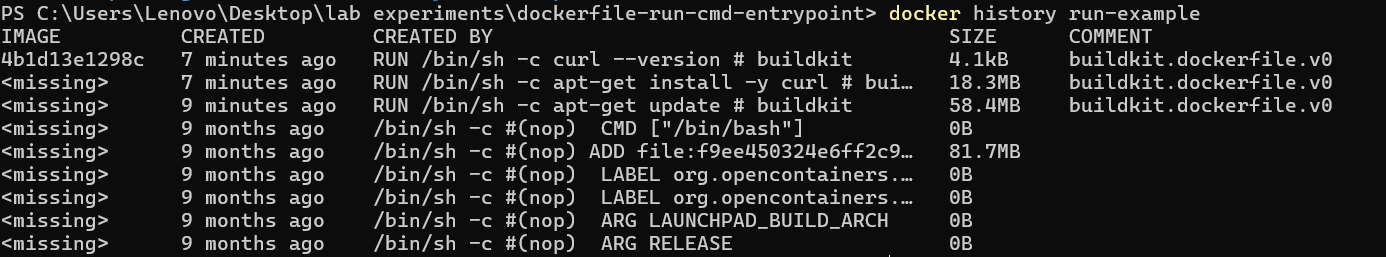 PS C:\Users\Lenovo\Desktop\lab experiments\dockerfile-run-cmd-entrypoint> docker history run-example
IMAGE CREATED CREATED BY SIZE COMMENT
4b1d13e1298c 7 minutes ago RUN /bin/sh -c curl --version # buildkit 4.1kB buildkit.dockerfile.v0
<missing> 7 minutes ago RUN /bin/sh -c apt-get install -y curl # bui… 18.3MB buildkit.dockerfile.v0
<missing> 9 minutes ago RUN /bin/sh -c apt-get update # buildkit 58.4MB buildkit.dockerfile.v0
<missing> 9 months ago /bin/sh -c #(nop) CMD ["/bin/bash"] 0B
<missing> 9 months ago /bin/sh -c #(nop) ADD file:f9ee450324e6ff2c9… 81.7MB
<missing> 9 months ago /bin/sh -c #(nop) LABEL org.opencontainers.… 0B
<missing> 9 months ago /bin/sh -c #(nop) LABEL org.opencontainers.… 0B
<missing> 9 months ago /bin/sh -c #(nop) ARG LAUNCHPAD_BUILD_ARCH 0B
<missing> 9 months ago /bin/sh -c #(nop) ARG RELEASE 0B